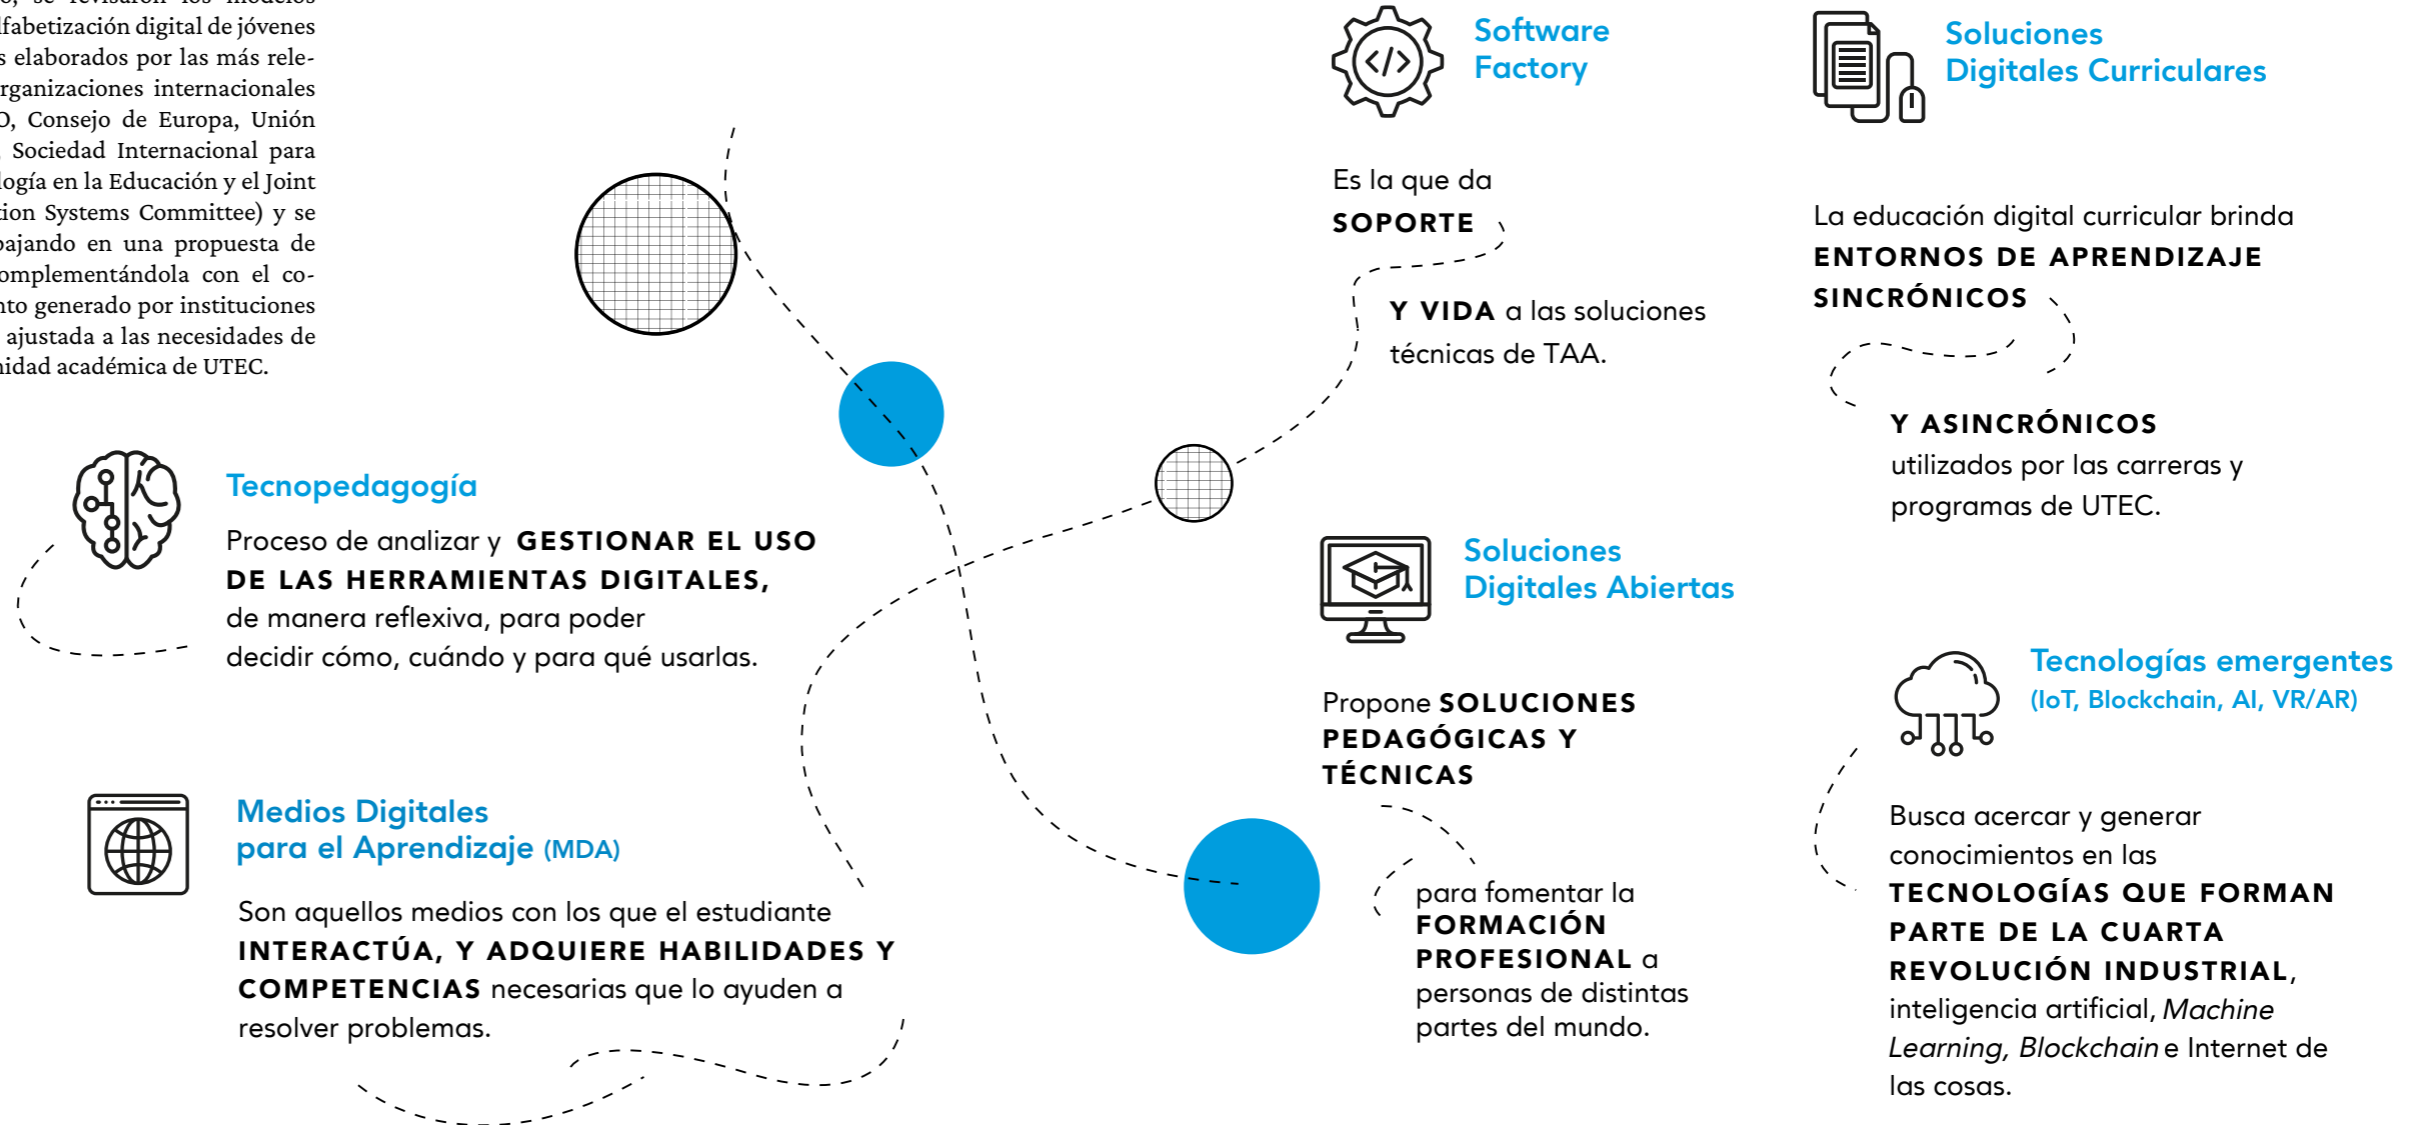 se revisaron los modelos
alfabetización digital de jóvenes
elaborados por las más rele-
organizaciones internacionales
Consejo de Europa, Unión
Sociedad Internacional para
en la Educación y el Joint
Systems Committee) y se
en una propuesta de
complementándola con el co-
generado por instituciones
ajustada a las necesidades de
académica de UTEC.
Tecnopedagogía
Proceso de analizar y GESTIONAR EL USO
DE LAS HERRAMIENTAS DIGITALES,
de manera reflexiva, para poder
decidir cómo, cuándo y para qué usarlas.
Medios Digitales
para el Aprendizaje (MDA)
Son aquellos medios con los que el estudiante
INTERACTÚA, Y ADQUIERE HABILIDADES Y
COMPETENCIAS necesarias que lo ayuden a
resolver problemas.
</>
Software
Factory
Es la que da
SOPORTE
Y VIDA a las soluciones
técnicas de TAA.
Soluciones
Digitales Abiertas
Propone SOLUCIONES
PEDAGÓGICAS Y
TÉCNICAS
para fomentar la
FORMACIÓN
PROFESIONAL a
personas de distintas
partes del mundo.
Soluciones
Digitales Curriculares
La educación digital curricular brinda
ENTORNOS DE APRENDIZAJE
SINCRÓNICOS
Y ASINCRÓNICOS
utilizados por las carreras y
programas de UTEC.
Tecnologías emergentes
(IoT, Blockchain, AI, VR/AR)
Busca acercar y generar
conocimientos en las
TECNOLOGÍAS QUE FORMAN
PARTE DE LA CUARTA
REVOLUCIÓN INDUSTRIAL,
inteligencia artificial, Machine
Learning, Blockchain e Internet de
las cosas.